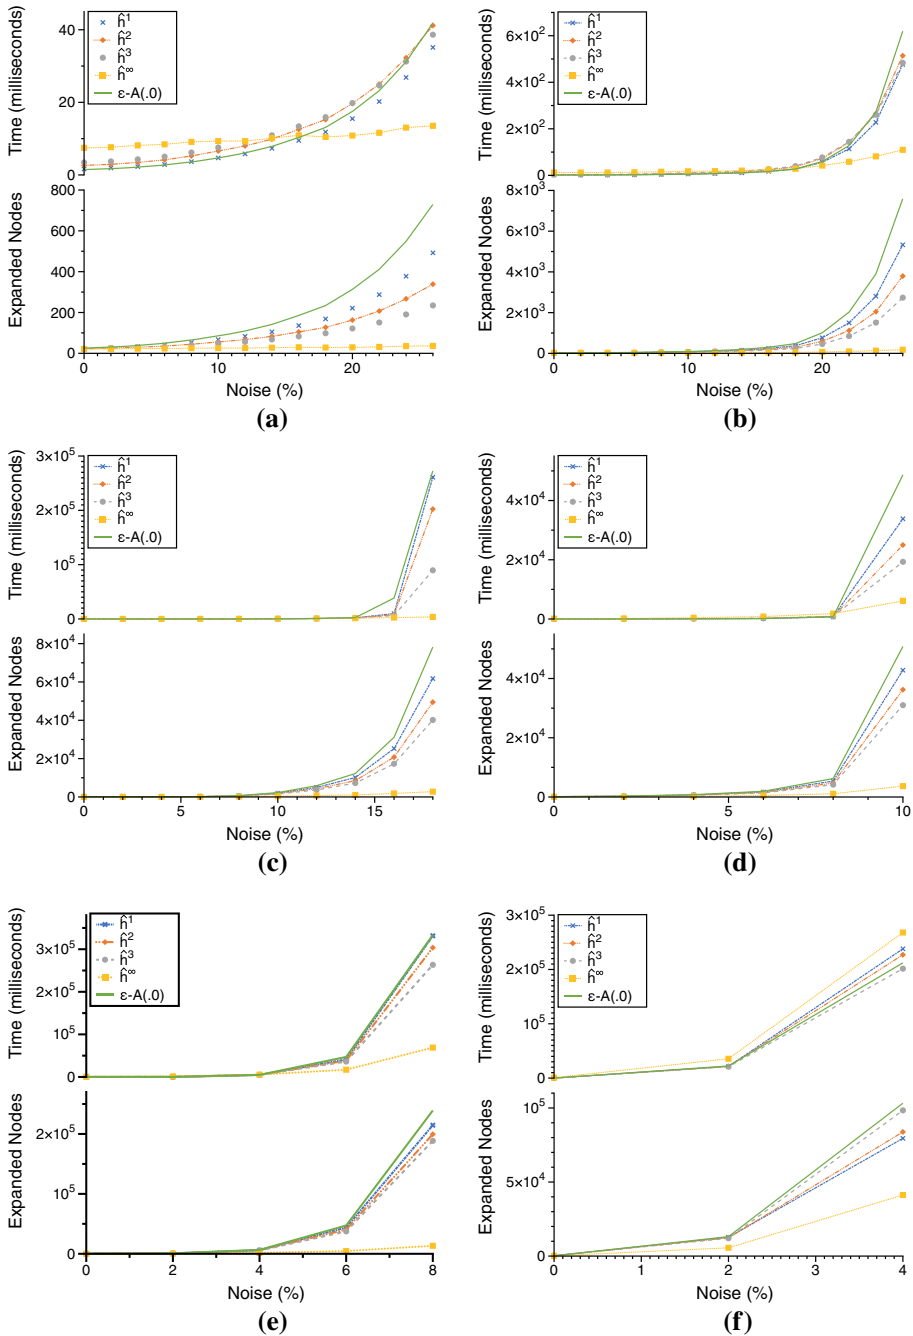 Time (milliseconds)
40
20
0
ĥ¹
ĥ²
ĥ³
ĥ^∞
ε-A(.0)
Expanded Nodes
800
600
400
200
0
0 10 20
Noise (%)
(a)
Time (milliseconds)
6×10²
4×10²
2×10²
0
ĥ¹
ĥ²
ĥ³
ĥ^∞
ε-A(.0)
Expanded Nodes
8×10³
6×10³
4×10³
2×10³
0
0 10 20
Noise (%)
(b)
Time (milliseconds)
3×10⁵
2×10⁵
10⁵
0
ĥ¹
ĥ²
ĥ³
ĥ^∞
ε-A(.0)
Expanded Nodes
8×10⁴
6×10⁴
4×10⁴
2×10⁴
0
0 5 10 15
Noise (%)
(c)
Time (milliseconds)
4×10⁴
2×10⁴
0
ĥ¹
ĥ²
ĥ³
ĥ^∞
ε-A(.0)
Expanded Nodes
4×10⁴
2×10⁴
0
0 5 10
Noise (%)
(d)
Time (milliseconds)
3×10⁵
2×10⁵
10⁵
0
ĥ¹
ĥ²
ĥ³
ĥ^∞
ε-A(.0)
Expanded Nodes
2×10⁵
10⁵
0
0 2 4 6 8
Noise (%)
(e)
Time (milliseconds)
3×10⁵
2×10⁵
10⁵
0
ĥ¹
ĥ²
ĥ³
ĥ^∞
ε-A(.0)
Expanded Nodes
10⁵
5×10⁴
0
0 1 2 3 4
Noise (%)
(f)